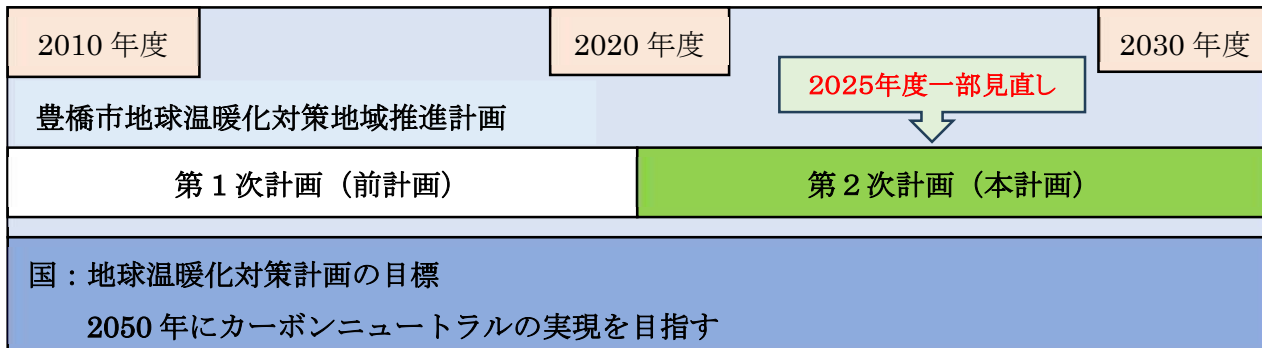 2010 年度
2020 年度
2030 年度
2025年度一部見直し
豊橋市地球温暖化対策地域推進計画
第1次計画（前計画）
第2次計画（本計画）
国：地球温暖化対策計画の目標
2050 年にカーボンニュートラルの実現を目指す